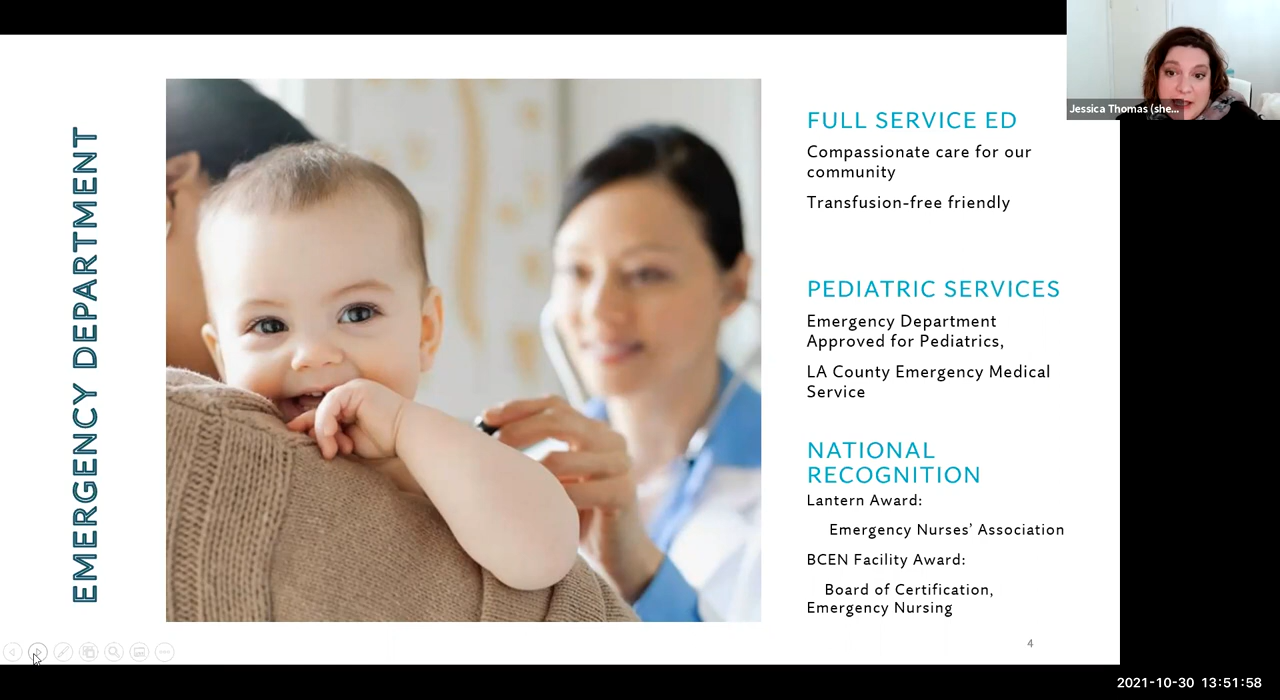 EMERGENCY DEPARTMENT
FULL SERVICE ED
Compassionate care for our
community
Transfusion-free friendly
PEDIATRIC SERVICES
Emergency Department
Approved for Pediatrics,
LA County Emergency Medical
Service
NATIONAL
RECOGNITION
Lantern Award:
Emergency Nurses’ Association
BCEN Facility Award:
Board of Certification,
Emergency Nursing
4
Jessica Thomas (she...
2021-10-30 13:51:58